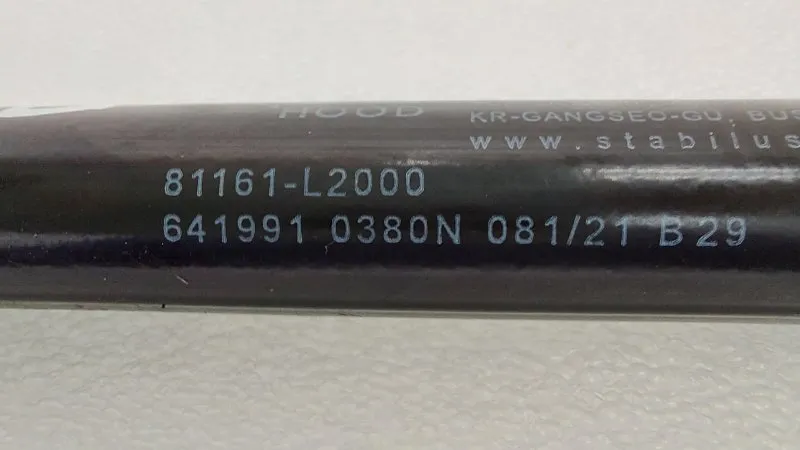 HOOD
KR-GANGSEO-GU, BUS
www.stabilus
81161-L2000
641991 0380N 081/21 B29